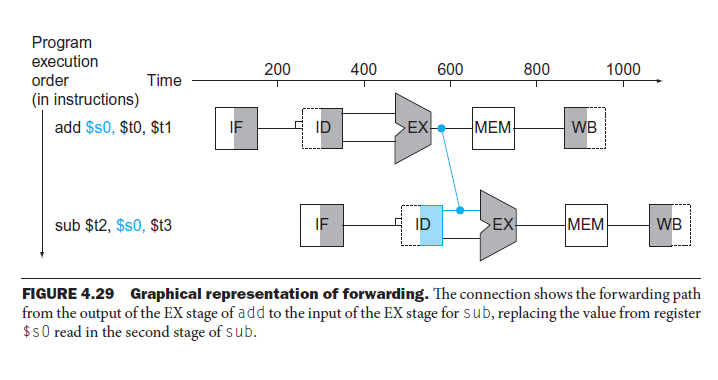 Program
execution
order
(in instructions)
Time
200 400 600 800 1000
add $s0, $t0, $t1
IF ID EX MEM WB
sub $t2, $s0, $t3
IF ID EX MEM WB
FIGURE 4.29 Graphical representation of forwarding. The connection shows the forwarding path
from the output of the EX stage of add to the input of the EX stage for sub, replacing the value from register
$s0 read in the second stage of sub.